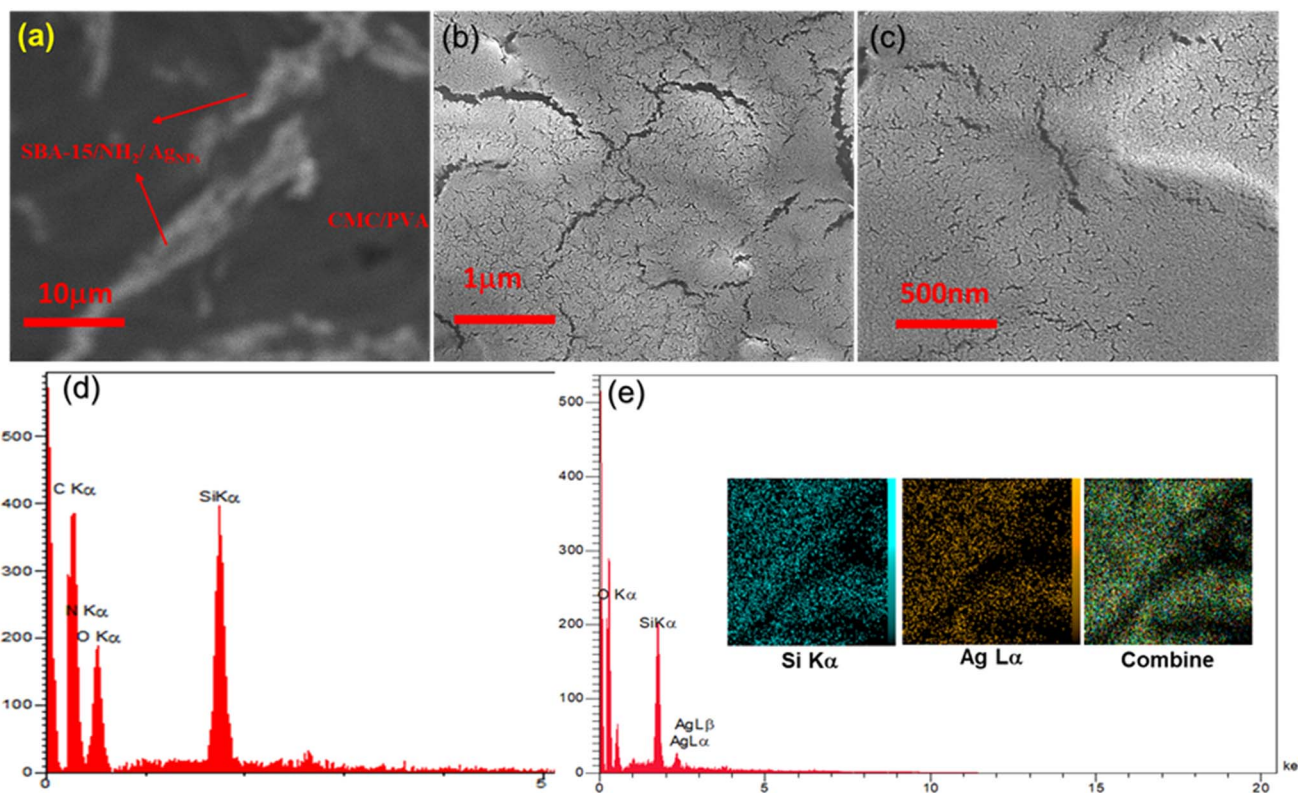 (a)
SBA-15/NH2/ AgNPs
CMC/PVA
10μm
(b)
1μm
(c)
500nm
(d)
500
400
300
200
100
0
C Kα
N Kα
O Kα
SiKα
0
5
(e)
500
400
300
200
100
0
O Kα
SiKα
AgLβ
AgLα
Si Kα
Ag Lα
Combine
0
5
10
15
20
ke